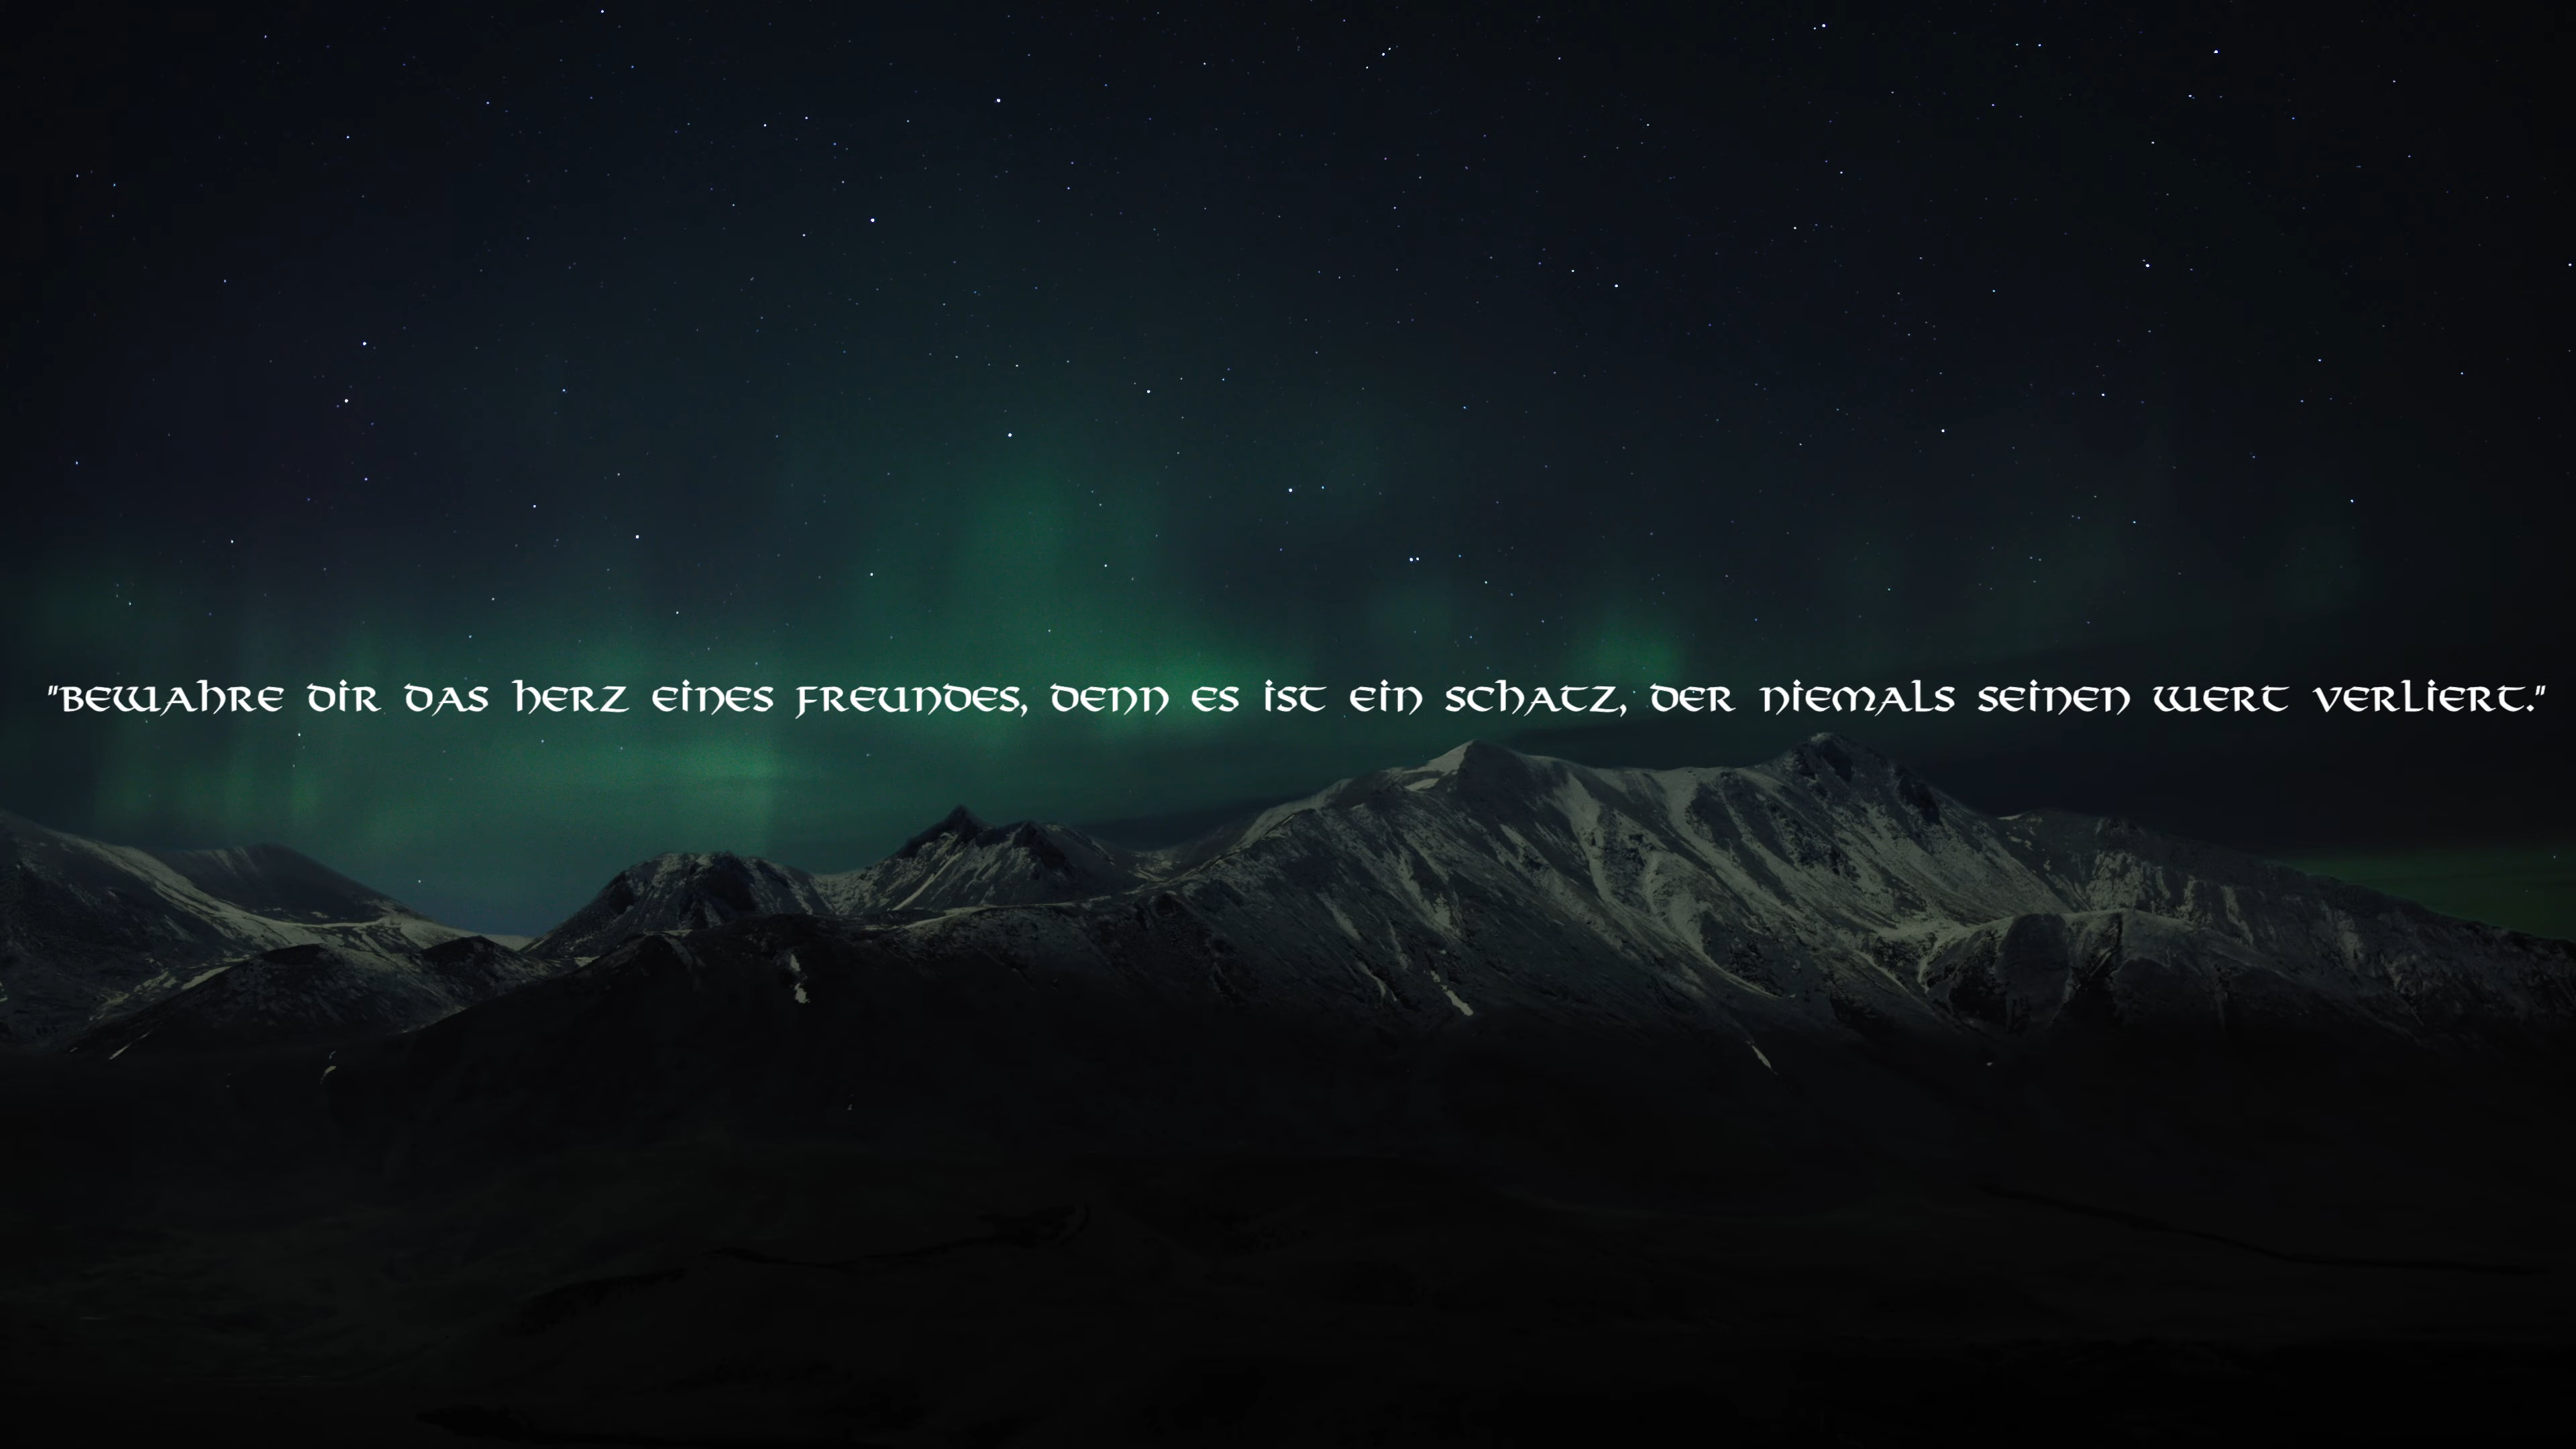 "Bewahre dir das Herz eines Freundes, denn es ist ein Schatz, der niemals seinen Wert verliert."